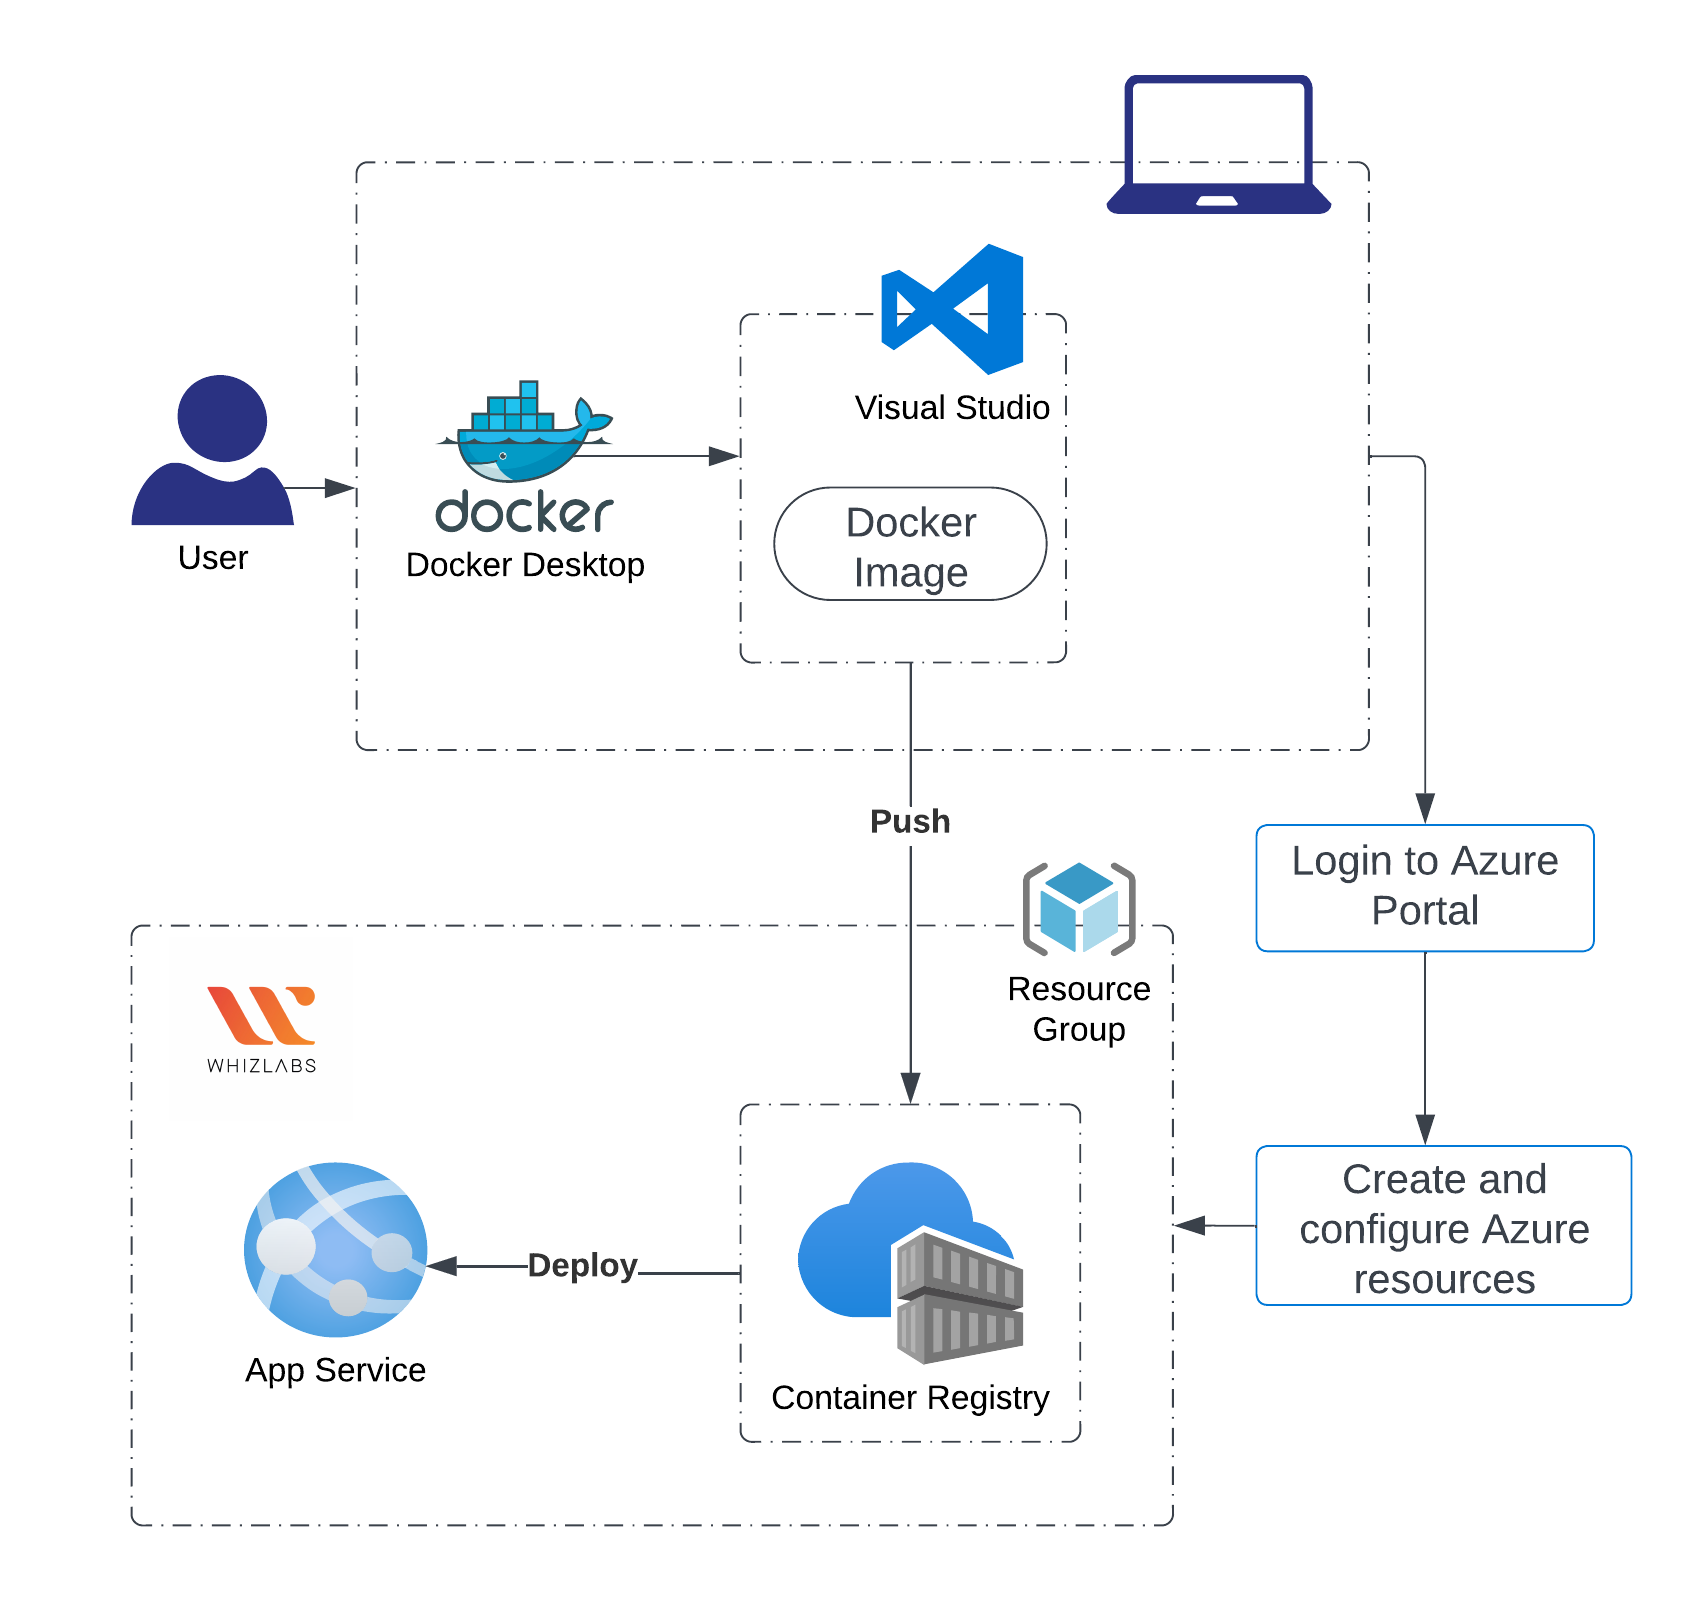 Visual Studio
docker
Docker Desktop
Docker
Image
User
Push
Login to Azure
Portal
Resource
Group
WHIZLABS
Create and
configure Azure
resources
Deploy
App Service
Container Registry